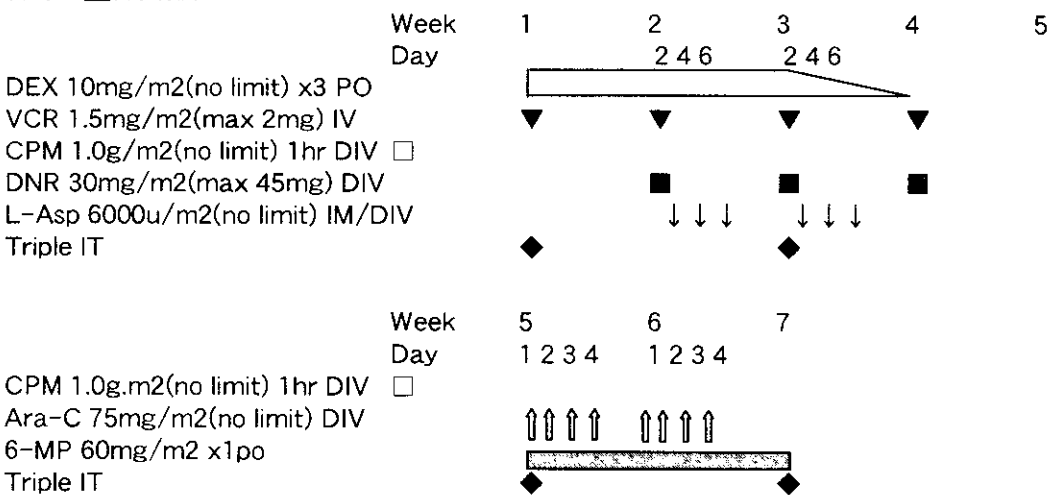 Week 1 2 3 4 5
Day 2 4 6 2 4 6
DEX 10mg/m2(no limit) x3 PO
VCR 1.5mg/m2(max 2mg) IV
CPM 1.0g/m2(no limit) 1hr DIV □
DNR 30mg/m2(max 45mg) DIV
L-Asp 6000u/m2(no limit) IM/DIV
Triple IT
Week 5 6 7
Day 1 2 3 4 1 2 3 4
CPM 1.0g.m2(no limit) 1hr DIV □
Ara-C 75mg/m2(no limit) DIV
6-MP 60mg/m2 x1po
Triple IT